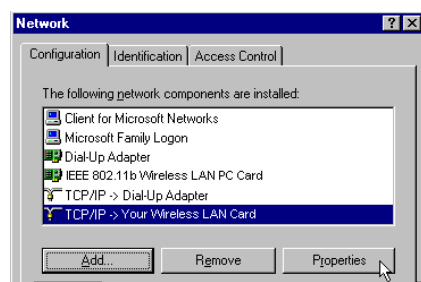 Network
Configuration Identification Access Control
The following network components are installed:
Client for Microsoft Networks
Microsoft Family Logon
Dial-Up Adapter
IEEE 802.11b Wireless LAN PC Card
TCP/IP -> Dial-Up Adapter
TCP/IP -> Your Wireless LAN Card
Add... Remove Properties